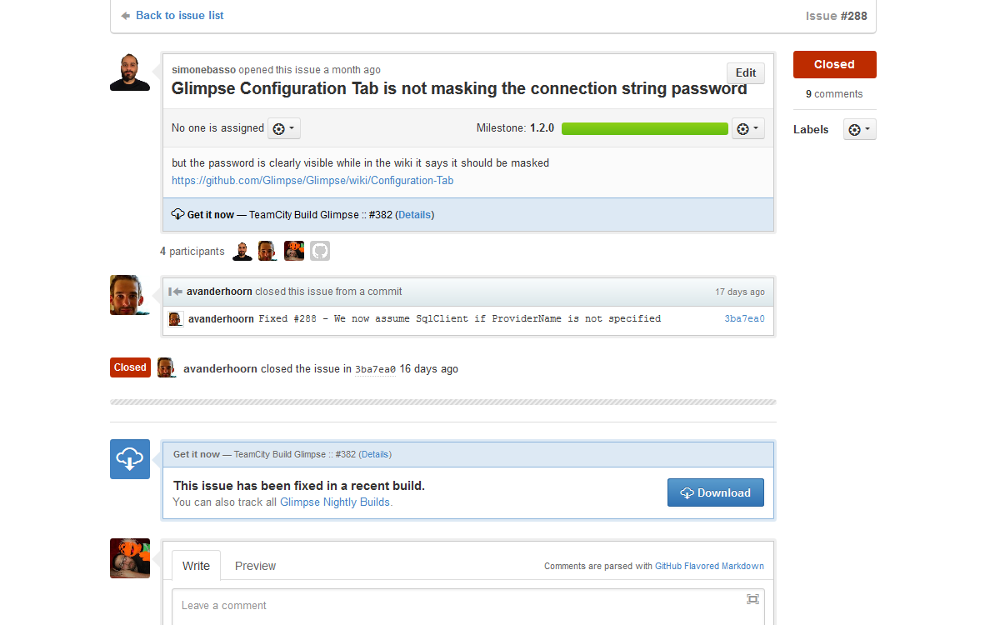 Back to issue list
Issue #288
simonebasso opened this issue a month ago
Edit
Glimpse Configuration Tab is not masking the connection string password
Closed
9 comments
No one is assigned
Milestone: 1.2.0
Labels
but the password is clearly visible while in the wiki it says it should be masked
https://github.com/Glimpse/Glimpse/wiki/Configuration-Tab
Get it now — TeamCity Build Glimpse :: #382 (Details)
4 participants
avanderhoorn closed this issue from a commit
17 days ago
avanderhoorn Fixed #288 - We now assume SqlClient if ProviderName is not specified
3ba7ea0
Closed
avanderhoorn closed the issue in 3ba7ea0 16 days ago
Get it now — TeamCity Build Glimpse :: #382 (Details)
This issue has been fixed in a recent build.
You can also track all Glimpse Nightly Builds.
Download
Write
Preview
Comments are parsed with GitHub Flavored Markdown
Leave a comment